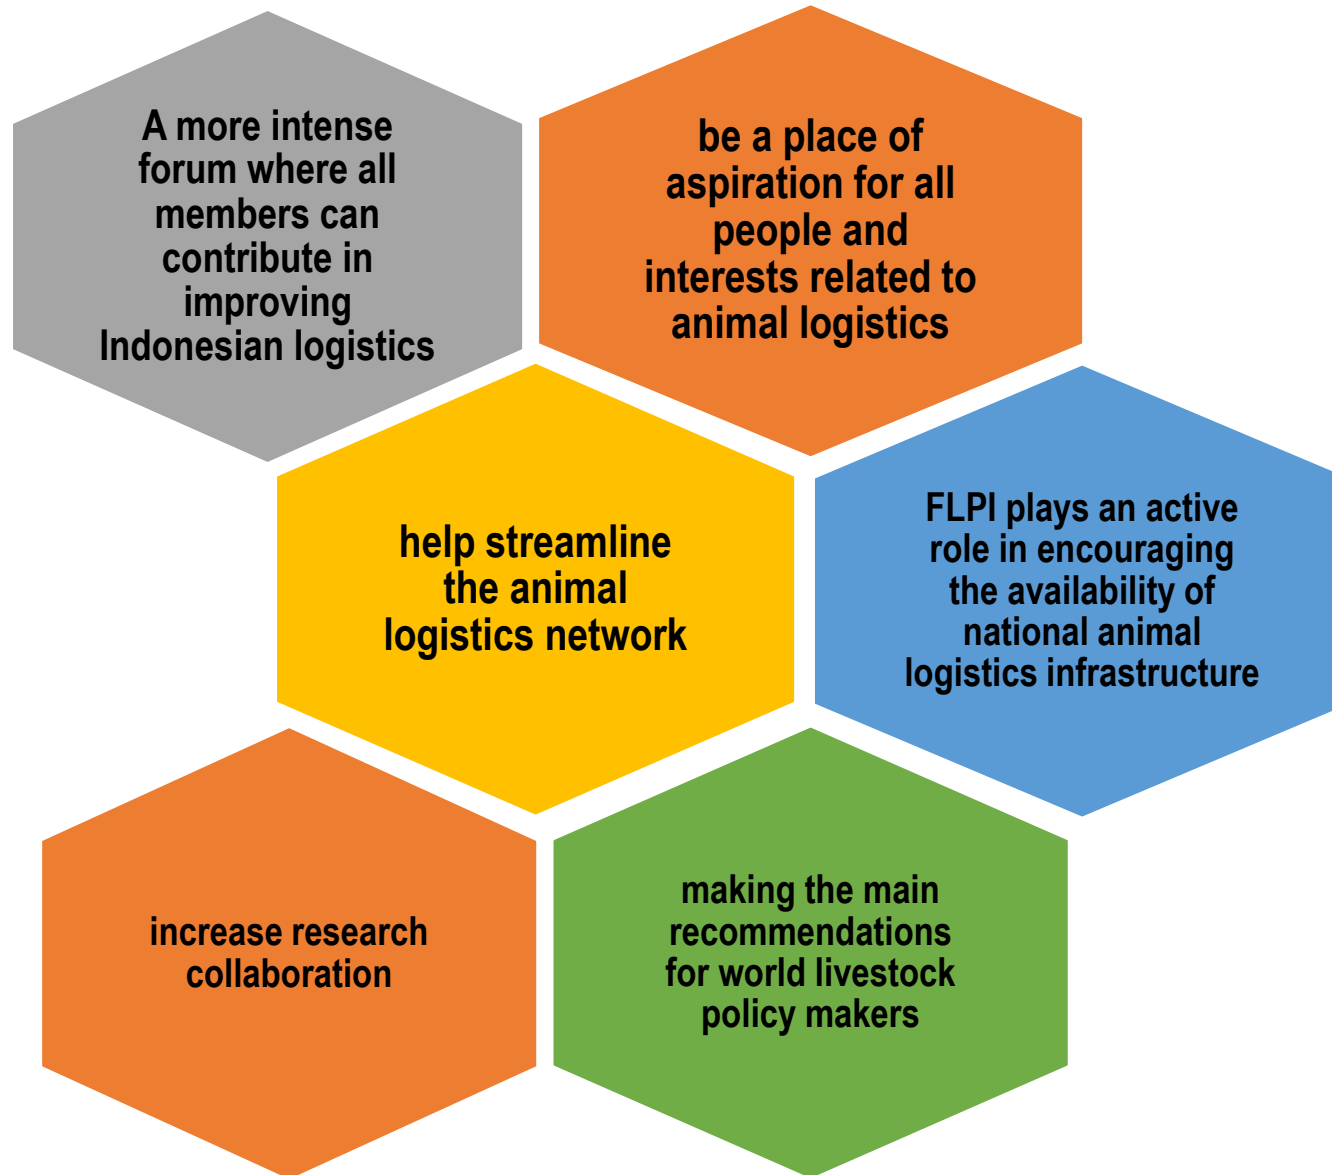 A more intense
forum where all
members can
contribute in
improving
Indonesian logistics
be a place of
aspiration for all
people and
interests related to
animal logistics
help streamline
the animal
logistics network
FLPI plays an active
role in encouraging
the availability of
national animal
logistics infrastructure
increase research
collaboration
making the main
recommendations
for world livestock
policy makers